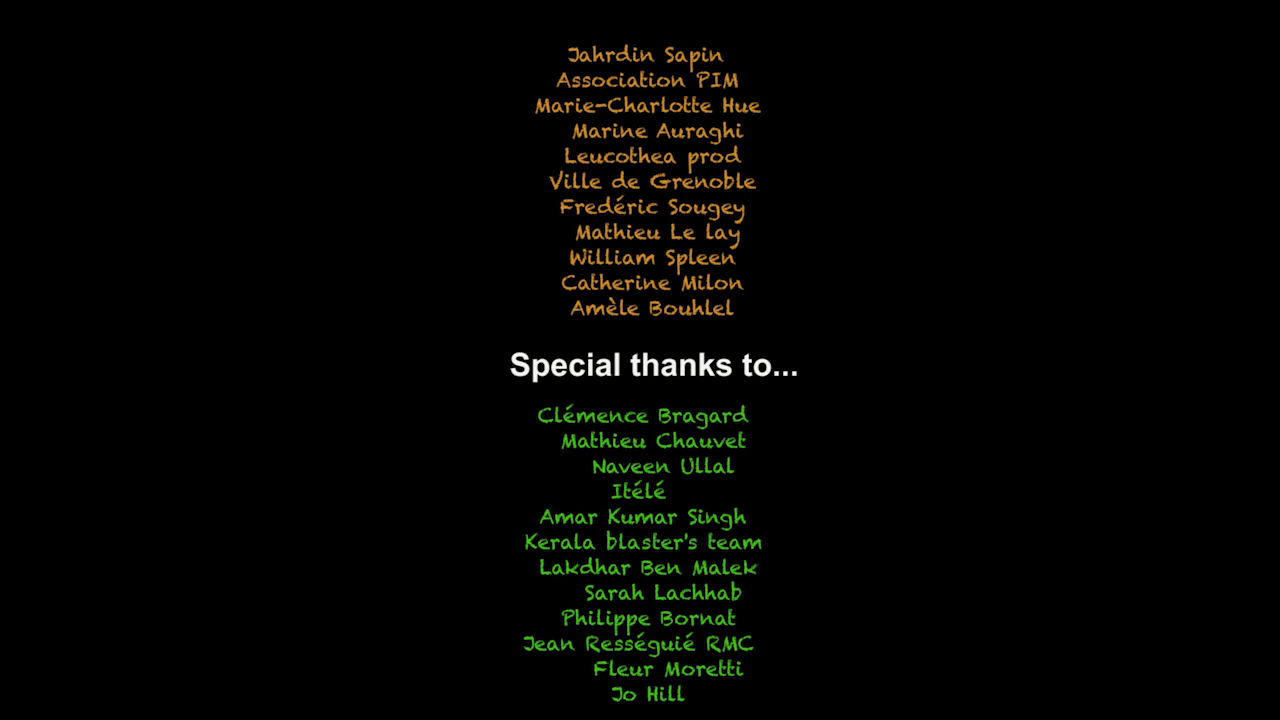 Jahrdin Sapin
Association PIM
Marie-Charlotte Hue
Marine Auraghi
Leucothea prod
Ville de Grenoble
Fredéric Sougey
Mathieu Le lay
William Spleen
Catherine Milon
Amèle Bouhlel
Special thanks to...
Clémence Bragard
Mathieu Chauvet
Naveen Ullal
Itélé
Amar Kumar Singh
Kerala blaster's team
Lakdhar Ben Malek
Sarah Lachhab
Philippe Bornat
Jean Rességuié RMC
Fleur Moretti
Jo Hill